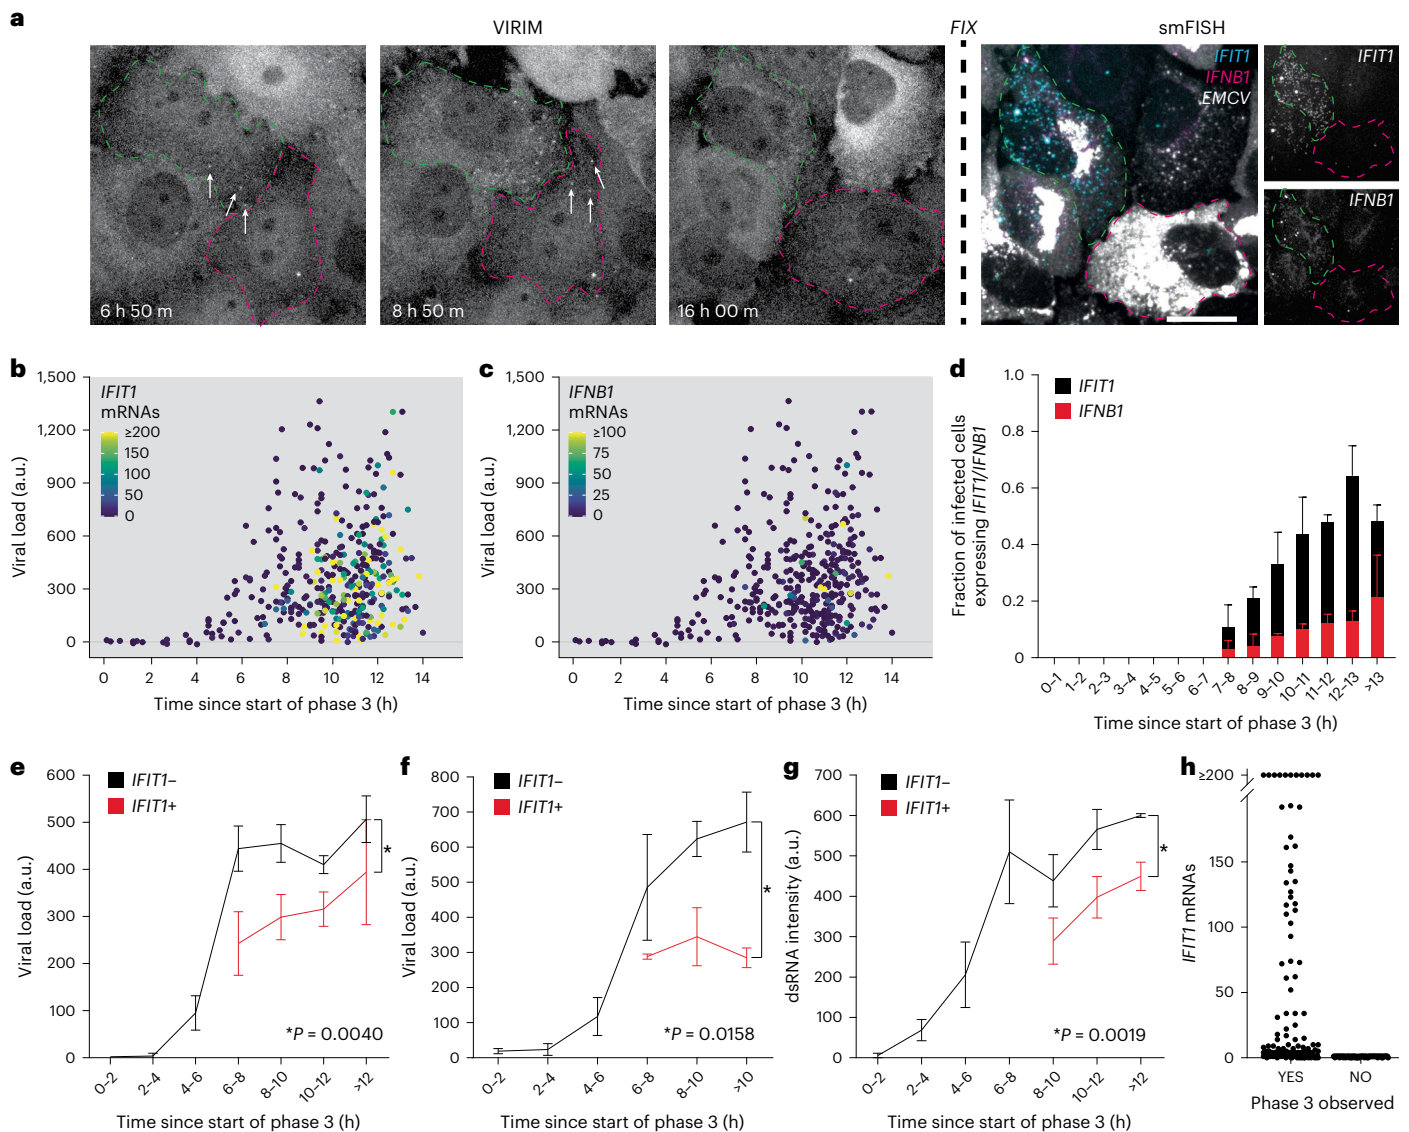 a
VIRIM
FIX
smFISH
IFIT1
IFNB1
EMCV
IFIT1
IFNB1
6 h 50 m
8 h 50 m
16 h 00 m
b
IFIT1
mRNAs
≥200
150
100
50
0
1,500
1,200
900
600
300
0
Viral load (a.u.)
0 2 4 6 8 10 12 14
Time since start of phase 3 (h)
c
IFNB1
mRNAs
≥100
75
50
25
0
1,500
1,200
900
600
300
0
Viral load (a.u.)
0 2 4 6 8 10 12 14
Time since start of phase 3 (h)
d
IFIT1
IFNB1
1.0
0.8
0.6
0.4
0.2
0
Fraction of infected cells
expressing IFIT1/IFNB1
0–1 1–2 2–3 3–4 4–5 5–6 6–7 7–8 8–9 9–10 10–11 11–12 12–13 >13
Time since start of phase 3 (h)
e
IFIT1–
IFIT1+
600
500
400
300
200
100
0
Viral load (a.u.)
*
*P = 0.0040
0–2 2–4 4–6 6–8 8–10 10–12 >12
Time since start of phase 3 (h)
f
IFIT1–
IFIT1+
800
700
600
500
400
300
200
100
0
Viral load (a.u.)
*
*P = 0.0158
0–2 2–4 4–6 6–8 8–10 >10
Time since start of phase 3 (h)
g
IFIT1–
IFIT1+
700
600
500
400
300
200
100
0
dsRNA intensity (a.u.)
*
*P = 0.0019
0–2 2–4 4–6 6–8 8–10 10–12 >12
Time since start of phase 3 (h)
h
≥200
150
100
50
0
IFIT1 mRNAs
YES NO
Phase 3 observed